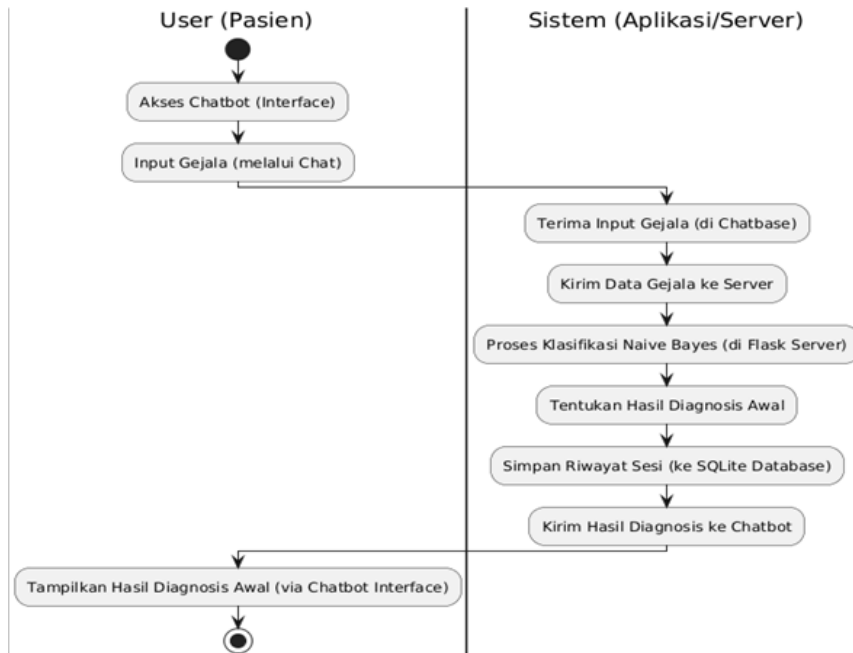 User (Pasien)
Sistem (Aplikasi/Server)
Akses Chatbot (Interface)
Input Gejala (melalui Chat)
Terima Input Gejala (di Chatbase)
Kirim Data Gejala ke Server
Proses Klasifikasi Naive Bayes (di Flask Server)
Tentukan Hasil Diagnosis Awal
Simpan Riwayat Sesi (ke SQLite Database)
Kirim Hasil Diagnosis ke Chatbot
Tampilkan Hasil Diagnosis Awal (via Chatbot Interface)